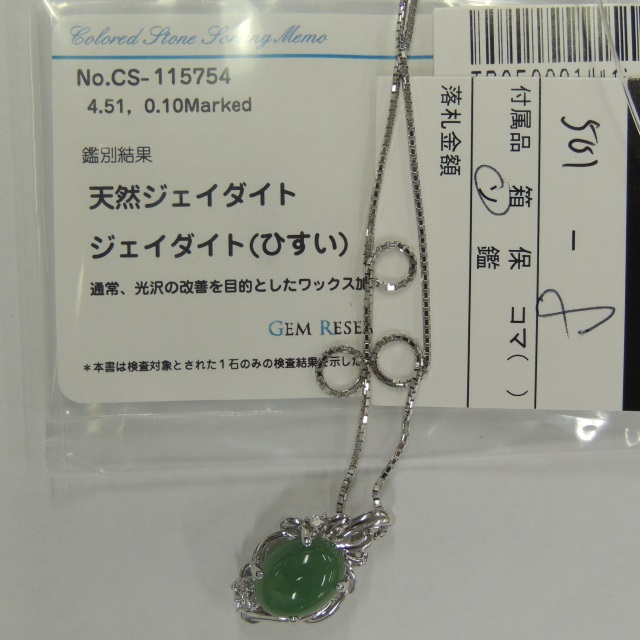 Colored Stone Sorting Memo
No.CS-115754
4.51, 0.10Marked
鑑別結果
天然ジェイダイト
ジェイダイト(ひすい)
通常、光沢の改善を目的としたワックス加
GEM RESEA
*本書は検査対象とされた1石のみの検査結果を示した
501 - 8
付属品 箱 保 コマ( )
ソ 鑑
落札金額